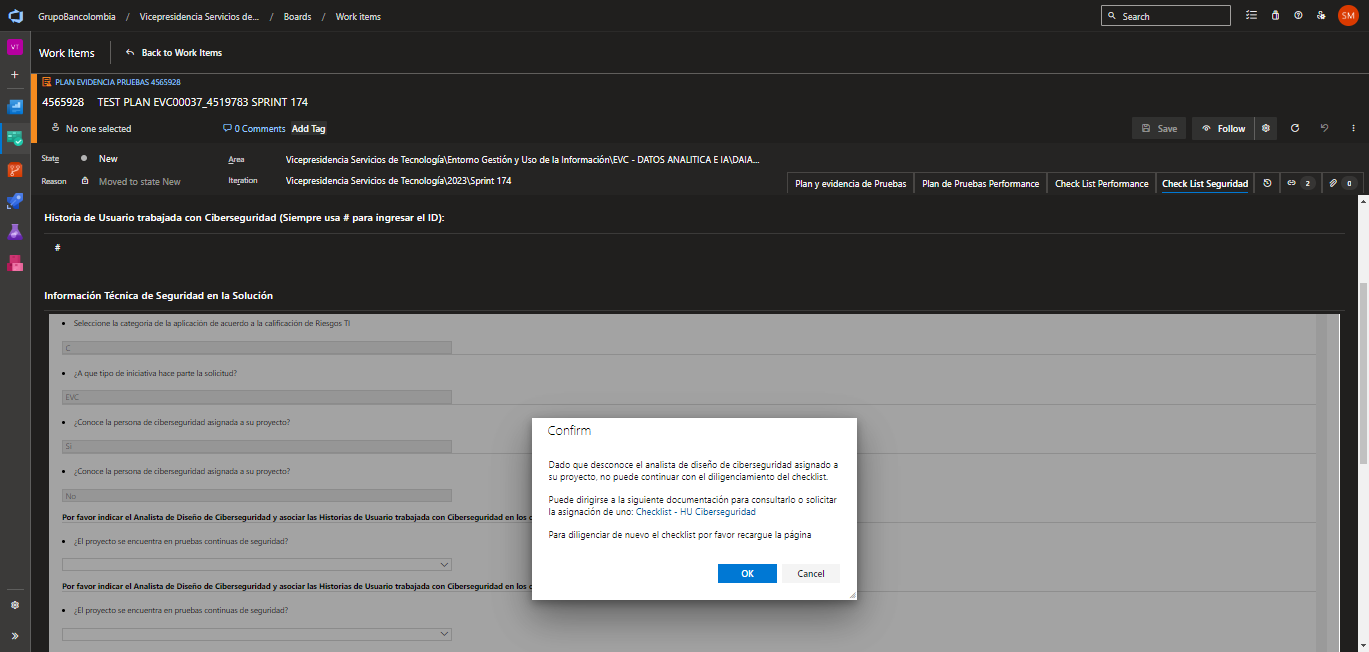 GrupoBancolombia / Vicepresidencia Servicios de... / Boards / Work items
Search
SM
VT
Work Items
Back to Work Items
PLAN EVIDENCIA PRUEBAS 4565928
4565928 TEST PLAN EVC00037_4519783 SPRINT 174
No one selected
0 Comments
Add Tag
Save
Follow
State
New
Area
Vicepresidencia Servicios de Tecnología\Entorno Gestión y Uso de la Información\EVC - DATOS ANALITICA E IA\DAIA...
Reason
Moved to state New
Iteration
Vicepresidencia Servicios de Tecnología\2023\Sprint 174
Plan y evidencia de Pruebas
Plan de Pruebas Performance
Check List Performance
Check List Seguridad
2
0
Historia de Usuario trabajada con Ciberseguridad (Siempre usa # para ingresar el ID):
#
Información Técnica de Seguridad en la Solución
Seleccione la categoría de la aplicación de acuerdo a la calificación de Riesgos TI
C
¿A que tipo de iniciativa hace parte la solicitud?
EVC
¿Conoce la persona de ciberseguridad asignada a su proyecto?
Si
¿Conoce la persona de ciberseguridad asignada a su proyecto?
No
Por favor indicar el Analista de Diseño de Ciberseguridad y asociar las Historias de Usuario trabajada con Ciberseguridad en los c
¿El proyecto se encuentra en pruebas continuas de seguridad?
Por favor indicar el Analista de Diseño de Ciberseguridad y asociar las Historias de Usuario trabajada con Ciberseguridad en los c
¿El proyecto se encuentra en pruebas continuas de seguridad?
Confirm
Dado que desconoce el analista de diseño de ciberseguridad asignado a
su proyecto, no puede continuar con el diligenciamiento del checklist.
Puede dirigirse a la siguiente documentación para consultarlo o solicitar
la asignación de uno: Checklist - HU Ciberseguridad
Para diligenciar de nuevo el checklist por favor recargue la página
OK
Cancel